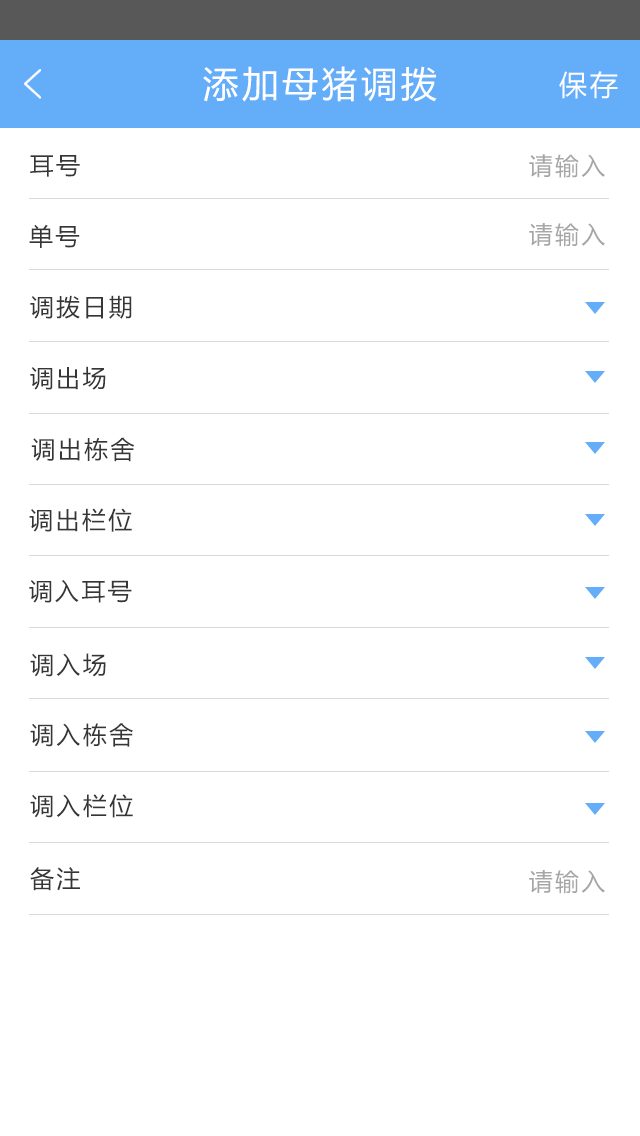 添加母猪调拨 保存
耳号 请输入
单号 请输入
调拨日期
调出场
调出栋舍
调出栏位
调入耳号
调入场
调入栋舍
调入栏位
备注 请输入